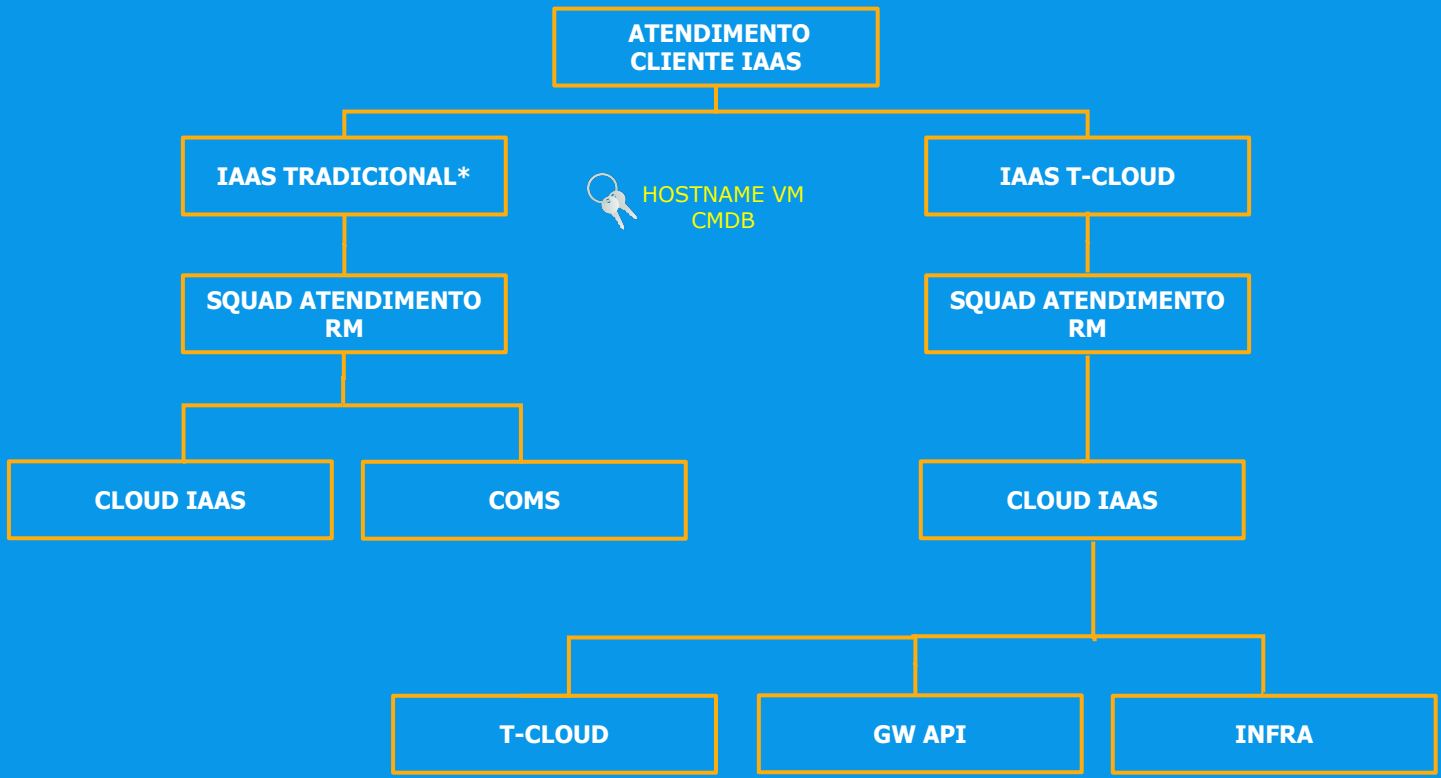 ATENDIMENTO
CLIENTE IAAS
IAAS TRADICIONAL*
HOSTNAME VM
CMDB
IAAS T-CLOUD
SQUAD ATENDIMENTO
RM
SQUAD ATENDIMENTO
RM
CLOUD IAAS
COMS
CLOUD IAAS
T-CLOUD
GW API
INFRA